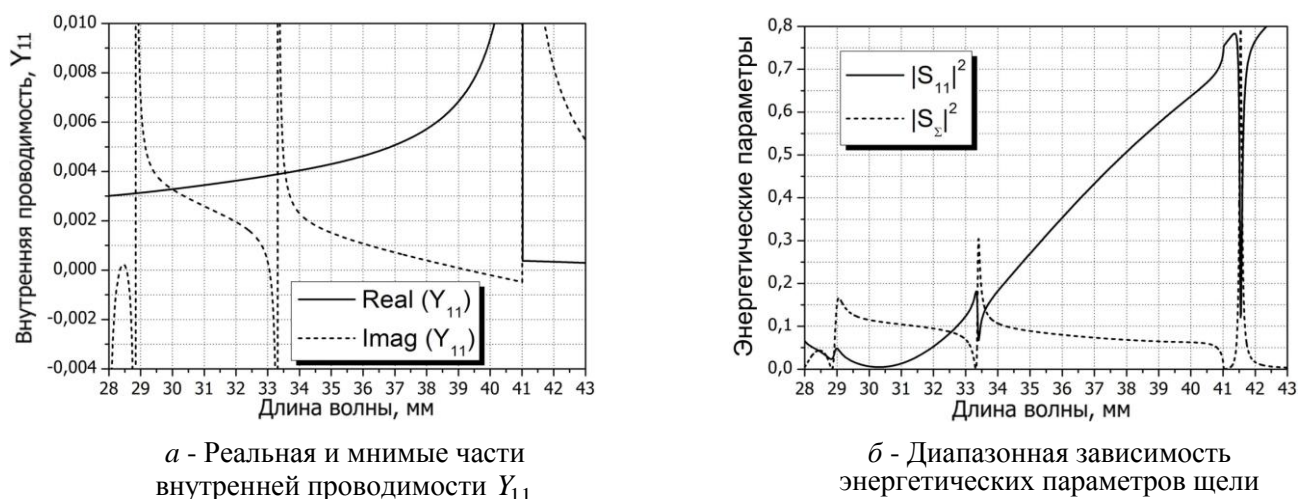 0,010
0,008
0,006
0,004
0,002
0,000
-0,002
-0,004
Внутренняя проводимость, Y11
Real (Y11)
Imag (Y11)
28 29 30 31 32 33 34 35 36 37 38 39 40 41 42 43
Длина волны, мм
а - Реальная и мнимые части
внутренней проводимости Y11
0,8
0,7
0,6
0,5
0,4
0,3
0,2
0,1
0,0
Энергетические параметры
|S11|2
|SΣ|2
28 29 30 31 32 33 34 35 36 37 38 39 40 41 42 43
Длина волны, мм
б - Диапазонная зависимость
энергетических параметров щели